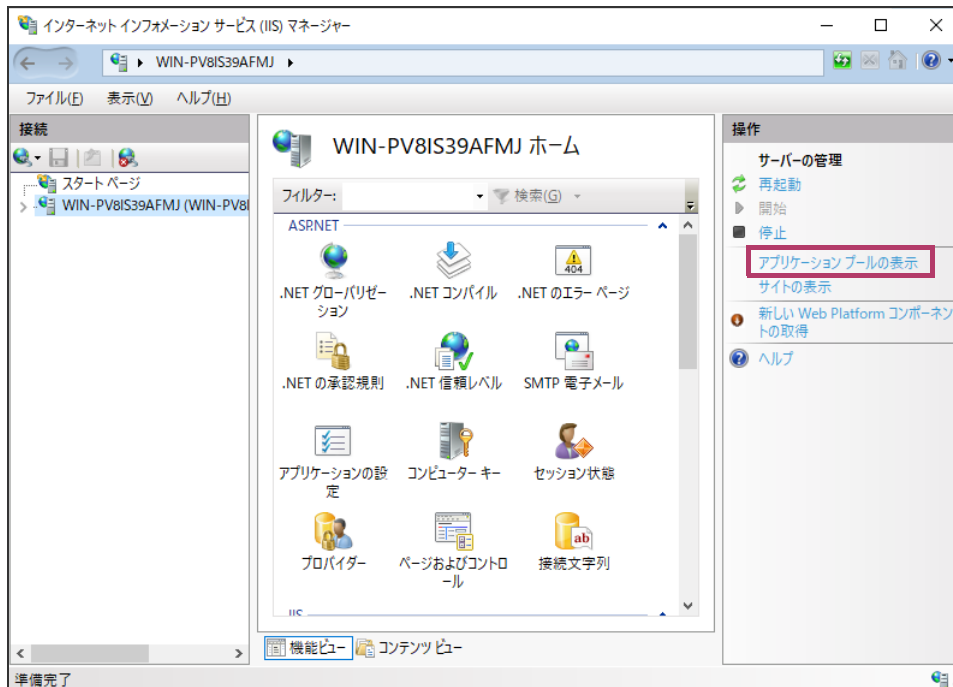 インターネット インフォメーション サービス (IIS) マネージャー
WIN-PV8IS39AFMJ
ファイル(F) 表示(V) ヘルプ(H)
接続
スタート ページ
WIN-PV8IS39AFMJ (WIN-PV8
WIN-PV8IS39AFMJ ホーム
フィルター: 検索(G)
ASP.NET
.NET グローバリゼー
ション
.NET コンパイル
404
.NET のエラー ページ
.NET の承認規則
.NET 信頼レベル
SMTP 電子メール
アプリケーションの設
定
コンピューター キー
セッション状態
プロバイダー
ページおよびコントロ
ール
ab
接続文字列
IIS
機能ビュー コンテンツ ビュー
操作
サーバーの管理
再起動
開始
停止
アプリケーション プールの表示
サイトの表示
新しい Web Platform コンポーネン
トの取得
ヘルプ
準備完了